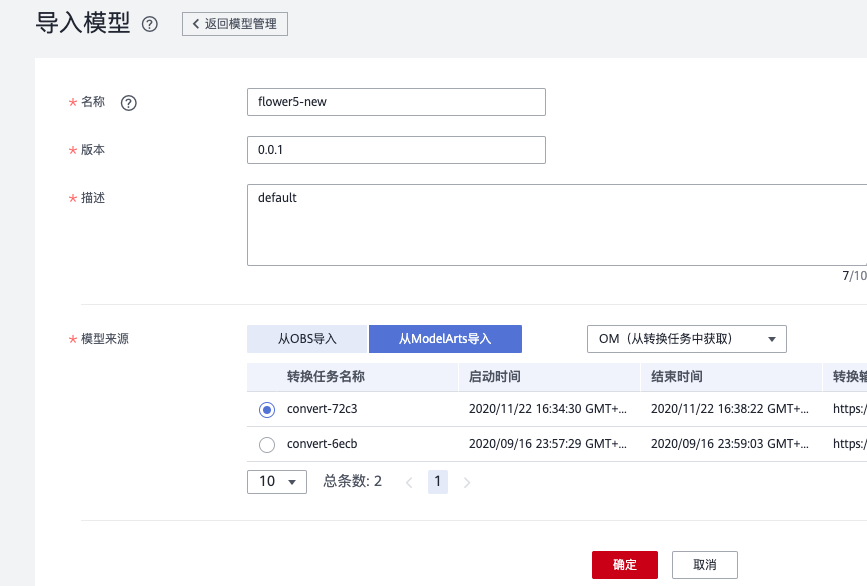 导入模型 ? < 返回模型管理
* 名称 ? flower5-new
* 版本 0.0.1
* 描述 default
7/10
* 模型来源 从OBS导入 从ModelArts导入 OM（从转换任务中获取）
转换任务名称 启动时间 结束时间 转换输
convert-72c3 2020/11/22 16:34:30 GMT+... 2020/11/22 16:38:22 GMT+... https:/
convert-6ecb 2020/09/16 23:57:29 GMT+... 2020/09/16 23:59:03 GMT+... https:/
10 总条数: 2 < 1 >
确定 取消